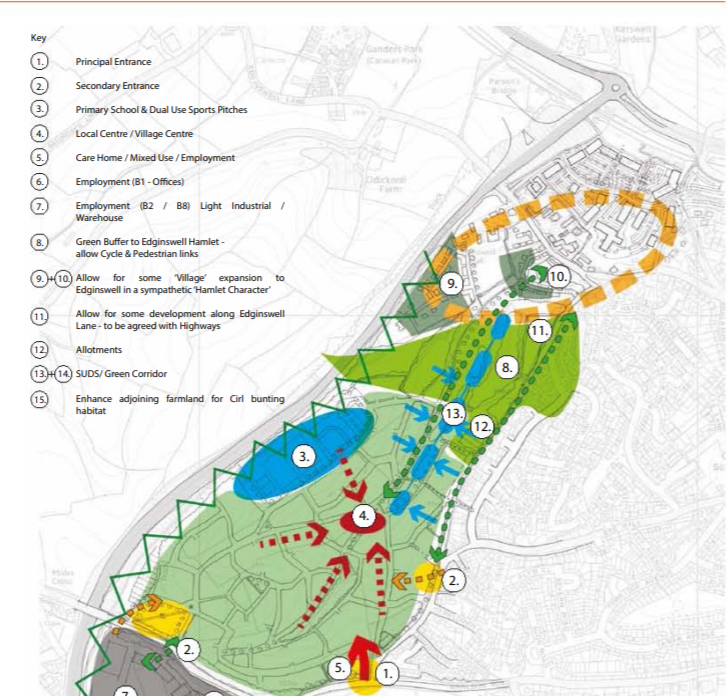 Key
1. Principal Entrance
2. Secondary Entrance
3. Primary School & Dual Use Sports Pitches
4. Local Centre / Village Centre
5. Care Home / Mixed Use / Employment
6. Employment (B1 - Offices)
7. Employment (B2 / B8) Light Industrial /
Warehouse
8. Green Buffer to Edginswell Hamlet -
allow Cycle & Pedestrian links
9.+10. Allow for some 'Village' expansion to
Edginswell in a sympathetic 'Hamlet Character'
11. Allow for some development along Edginswell
Lane - to be agreed with Highways
12. Allotments
13.+14. SUDS/ Green Corridor
15. Enhance adjoining farmland for Cirl bunting
habitat
Kerswell
Gardens
Ganders Park
(Caravan Park)
Odicknoll
Farm
9.
10.
11.
8.
13.
12.
3.
4.
2.
2.
5.
1.
7.